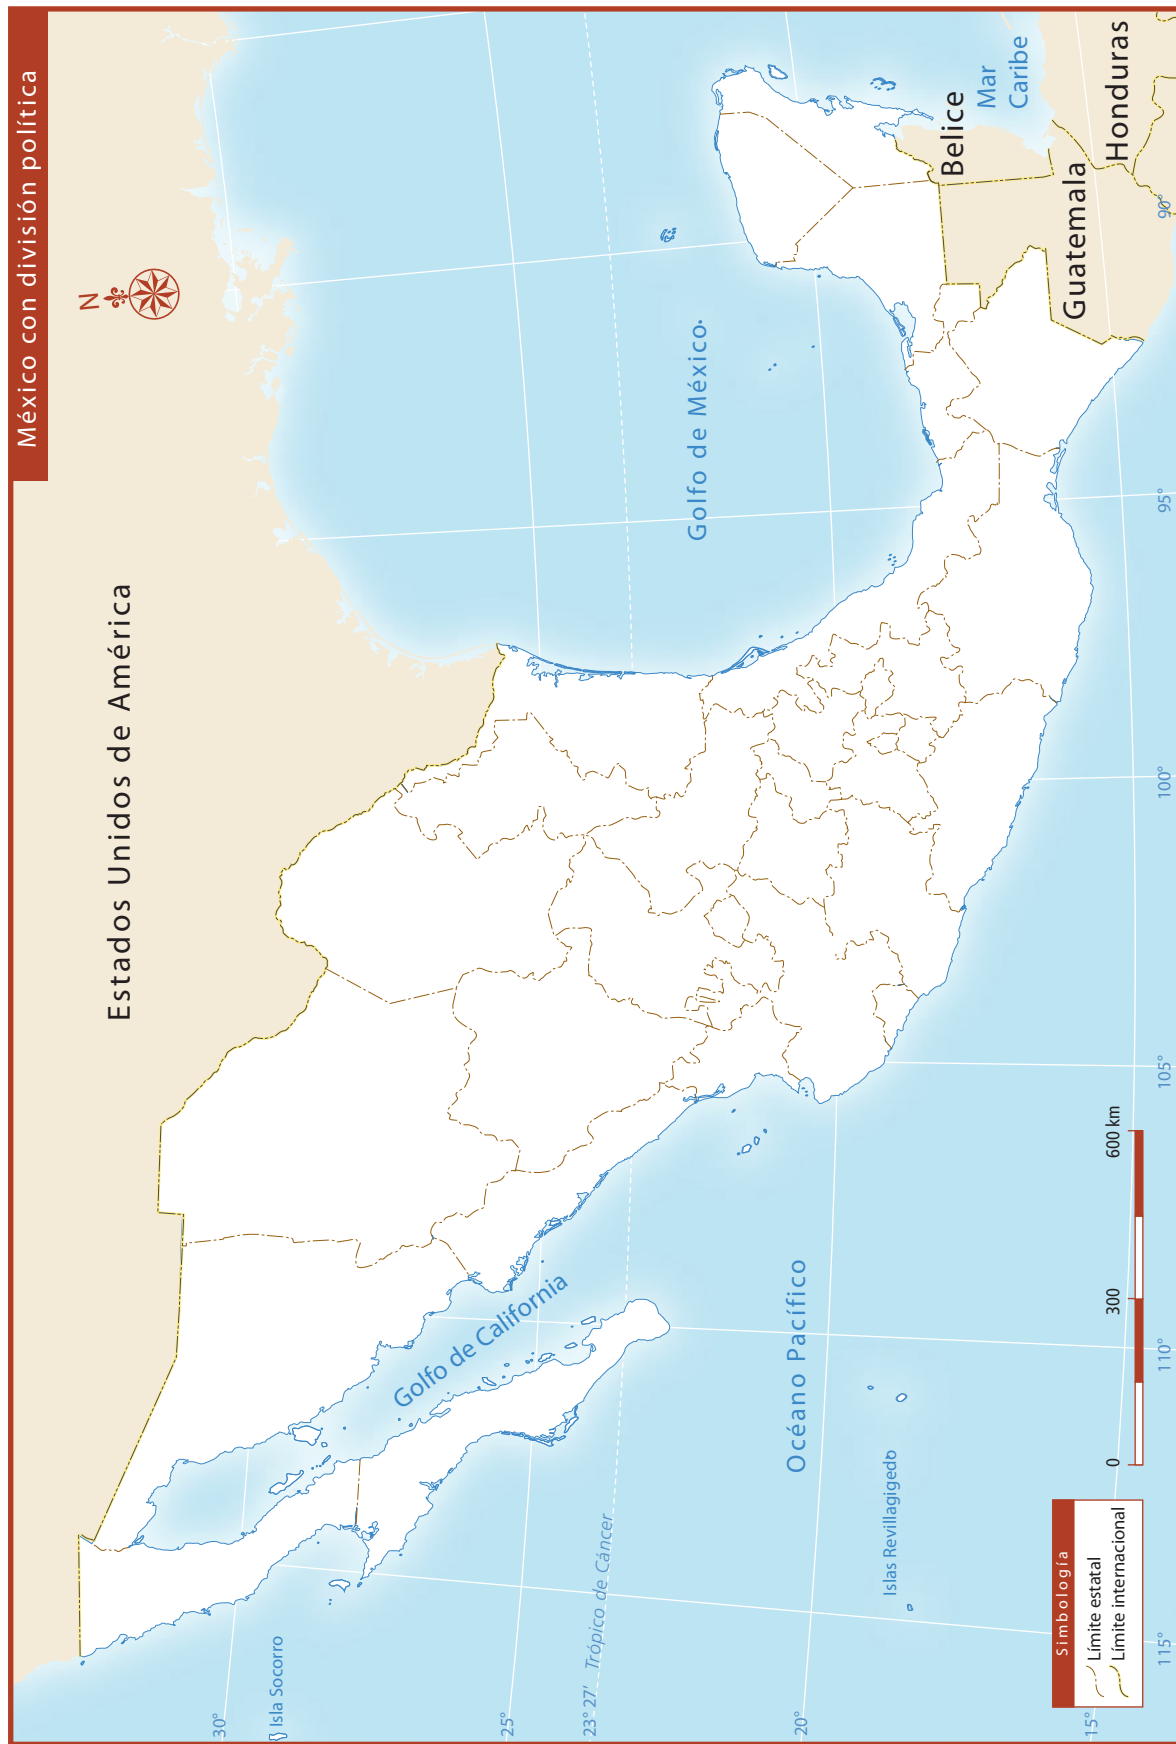 México con división política
N
Estados Unidos de América
Golfo de México
Golfo de California
Océano Pacífico
Mar
Caribe
Belice
Guatemala
Honduras
Isla Socorro
Islas Revillagigedo
23° 27' Trópico de Cáncer
30°
25°
20°
15°
115°
110°
105°
100°
95°
90°
Simbología
Límite estatal
Límite internacional
0
300
600 km